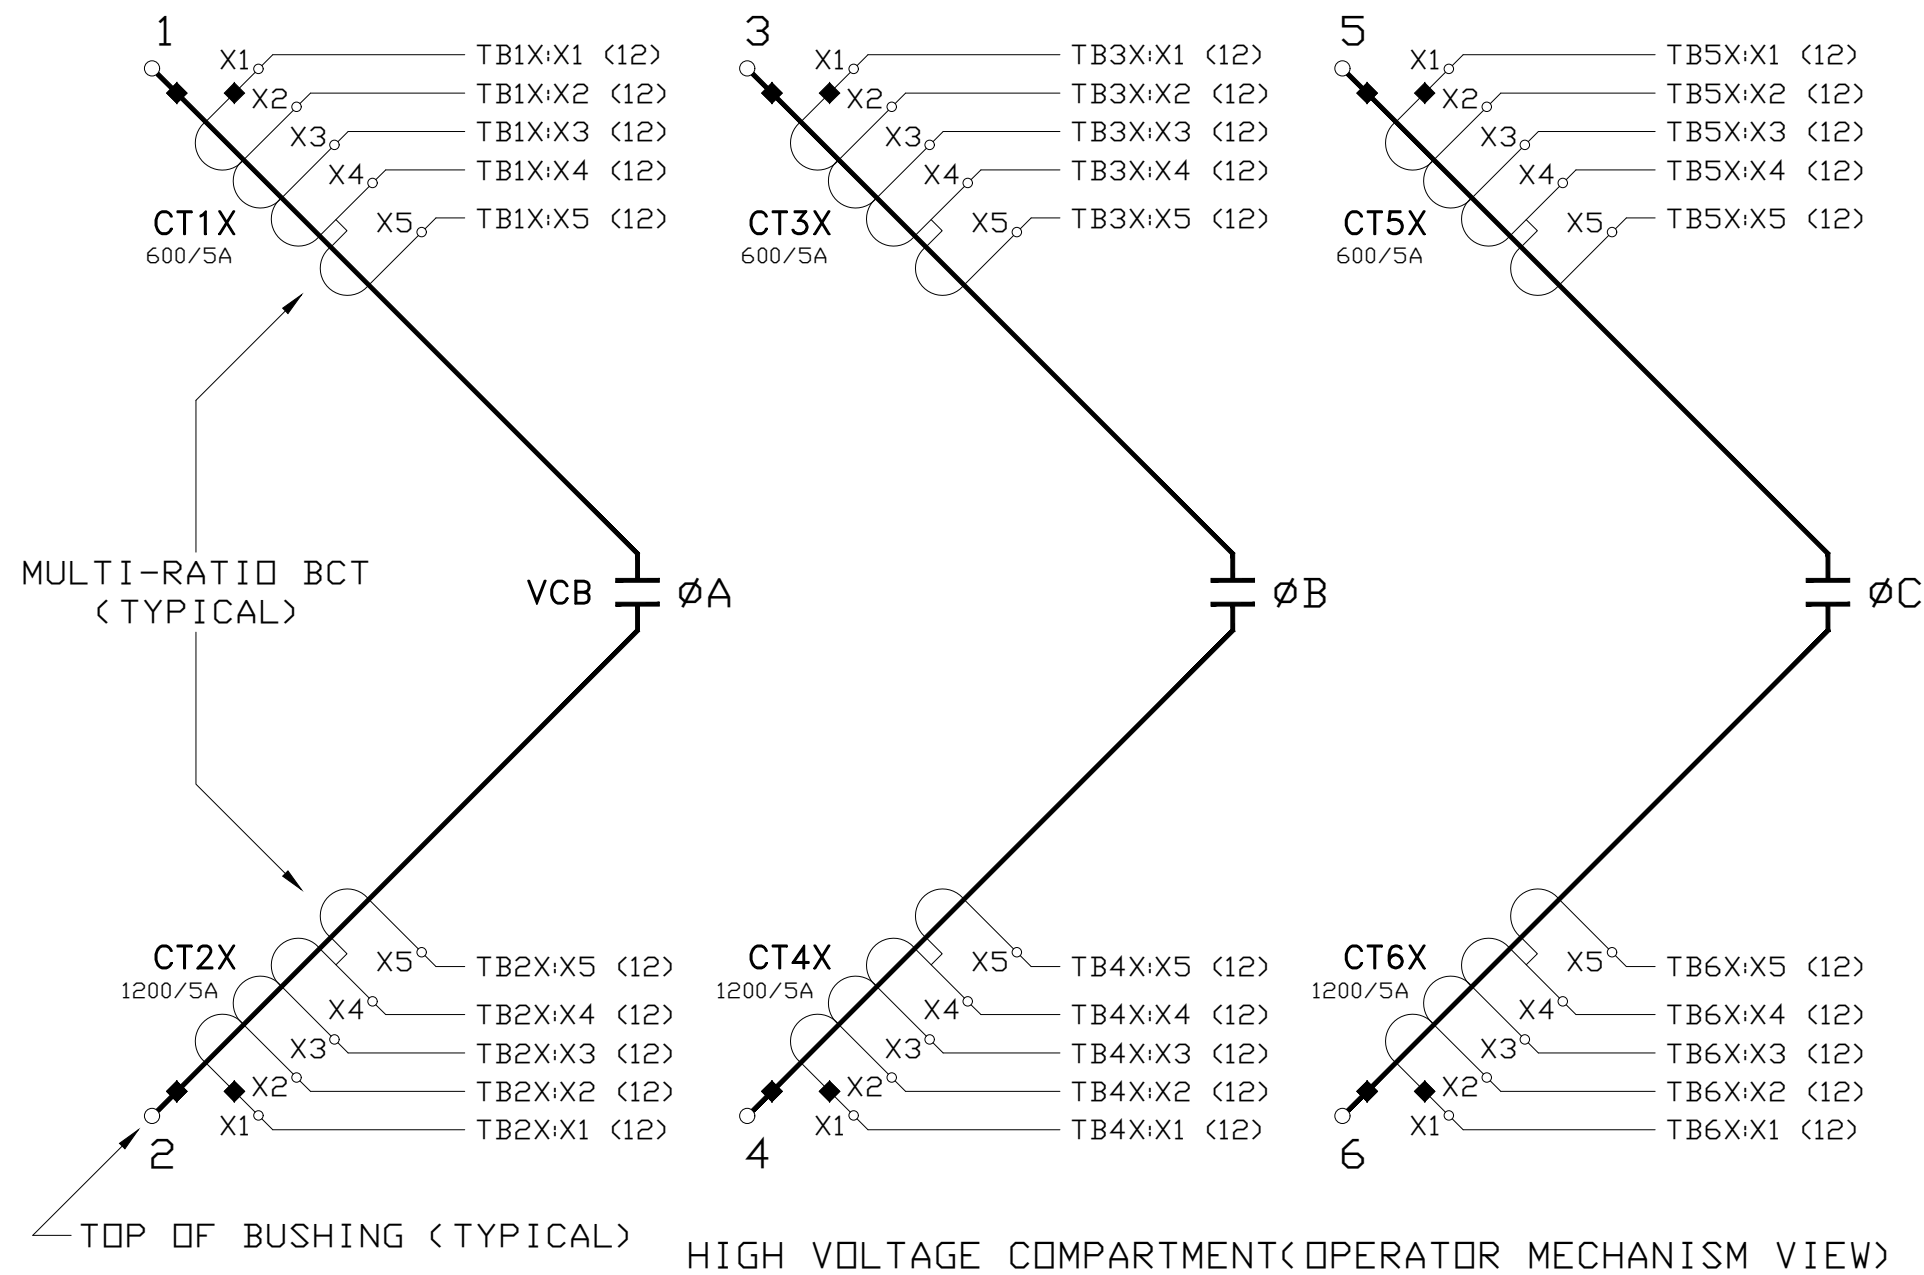 1
X1 TB1X:X1 (12)
X2 TB1X:X2 (12)
X3 TB1X:X3 (12)
X4 TB1X:X4 (12)
X5 TB1X:X5 (12)
CT1X
600/5A
3
X1 TB3X:X1 (12)
X2 TB3X:X2 (12)
X3 TB3X:X3 (12)
X4 TB3X:X4 (12)
X5 TB3X:X5 (12)
CT3X
600/5A
5
X1 TB5X:X1 (12)
X2 TB5X:X2 (12)
X3 TB5X:X3 (12)
X4 TB5X:X4 (12)
X5 TB5X:X5 (12)
CT5X
600/5A
MULTI-RATIO BCT
(TYPICAL)
VCB ØA
ØB
ØC
CT2X
1200/5A
X5 TB2X:X5 (12)
X4 TB2X:X4 (12)
X3 TB2X:X3 (12)
X2 TB2X:X2 (12)
X1 TB2X:X1 (12)
2
CT4X
1200/5A
X5 TB4X:X5 (12)
X4 TB4X:X4 (12)
X3 TB4X:X3 (12)
X2 TB4X:X2 (12)
X1 TB4X:X1 (12)
4
CT6X
1200/5A
X5 TB6X:X5 (12)
X4 TB6X:X4 (12)
X3 TB6X:X3 (12)
X2 TB6X:X2 (12)
X1 TB6X:X1 (12)
6
TOP OF BUSHING (TYPICAL)
HIGH VOLTAGE COMPARTMENT(OPERATOR MECHANISM VIEW)